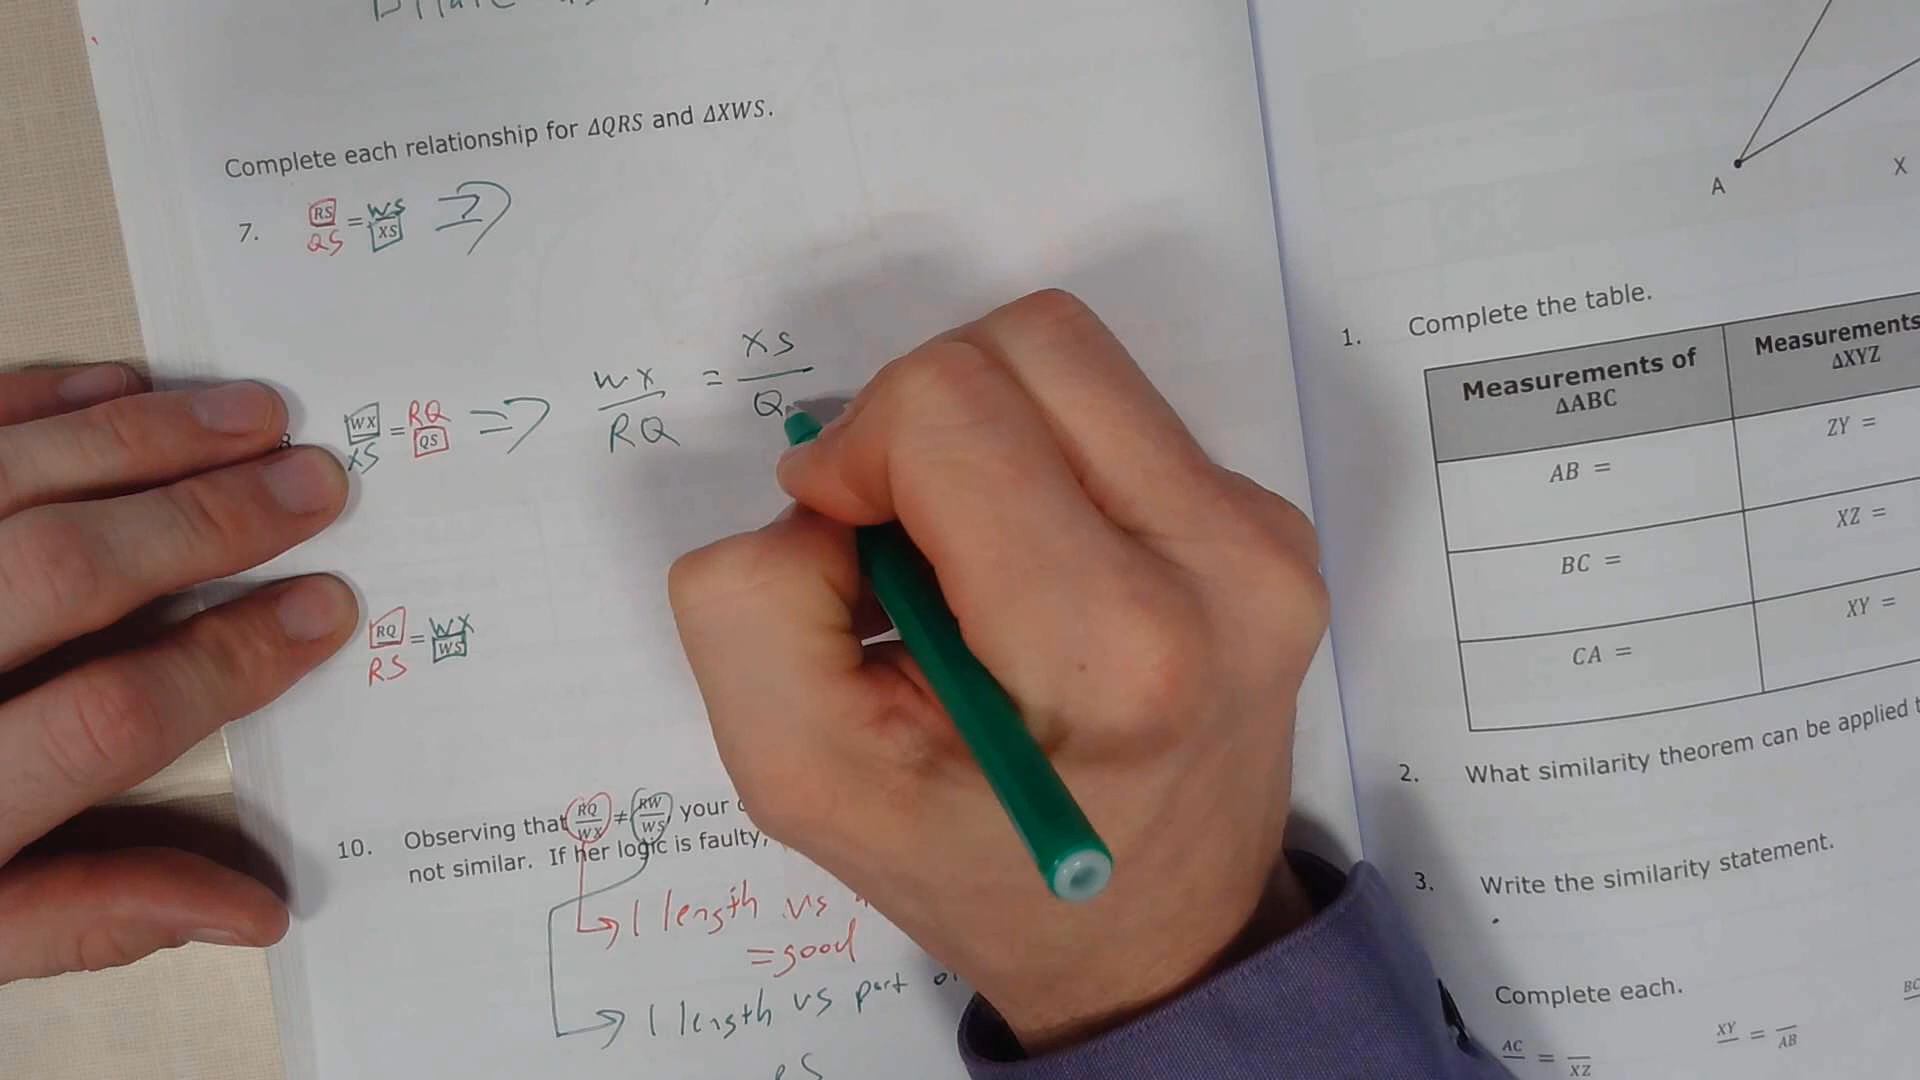 Complete each relationship for ΔQRS and ΔXWS.
7. RS/QS = WS/XS ⇒
WX/XS = RQ/QS ⇒ WX/RQ = XS/Q
RQ/RS = WX/WS
10. Observing that RQ/WX ≠ RW/WS, your
not similar. If her logic is faulty,
1 length vs
=good
1 length vs part
A
X
1. Complete the table.
Measurements of ΔABC Measurements ΔXYZ
AB = ZY =
BC = XZ =
CA = XY =
2. What similarity theorem can be applied
3. Write the similarity statement.
Complete each.
AC/ = /XZ XY/ = /AB BC